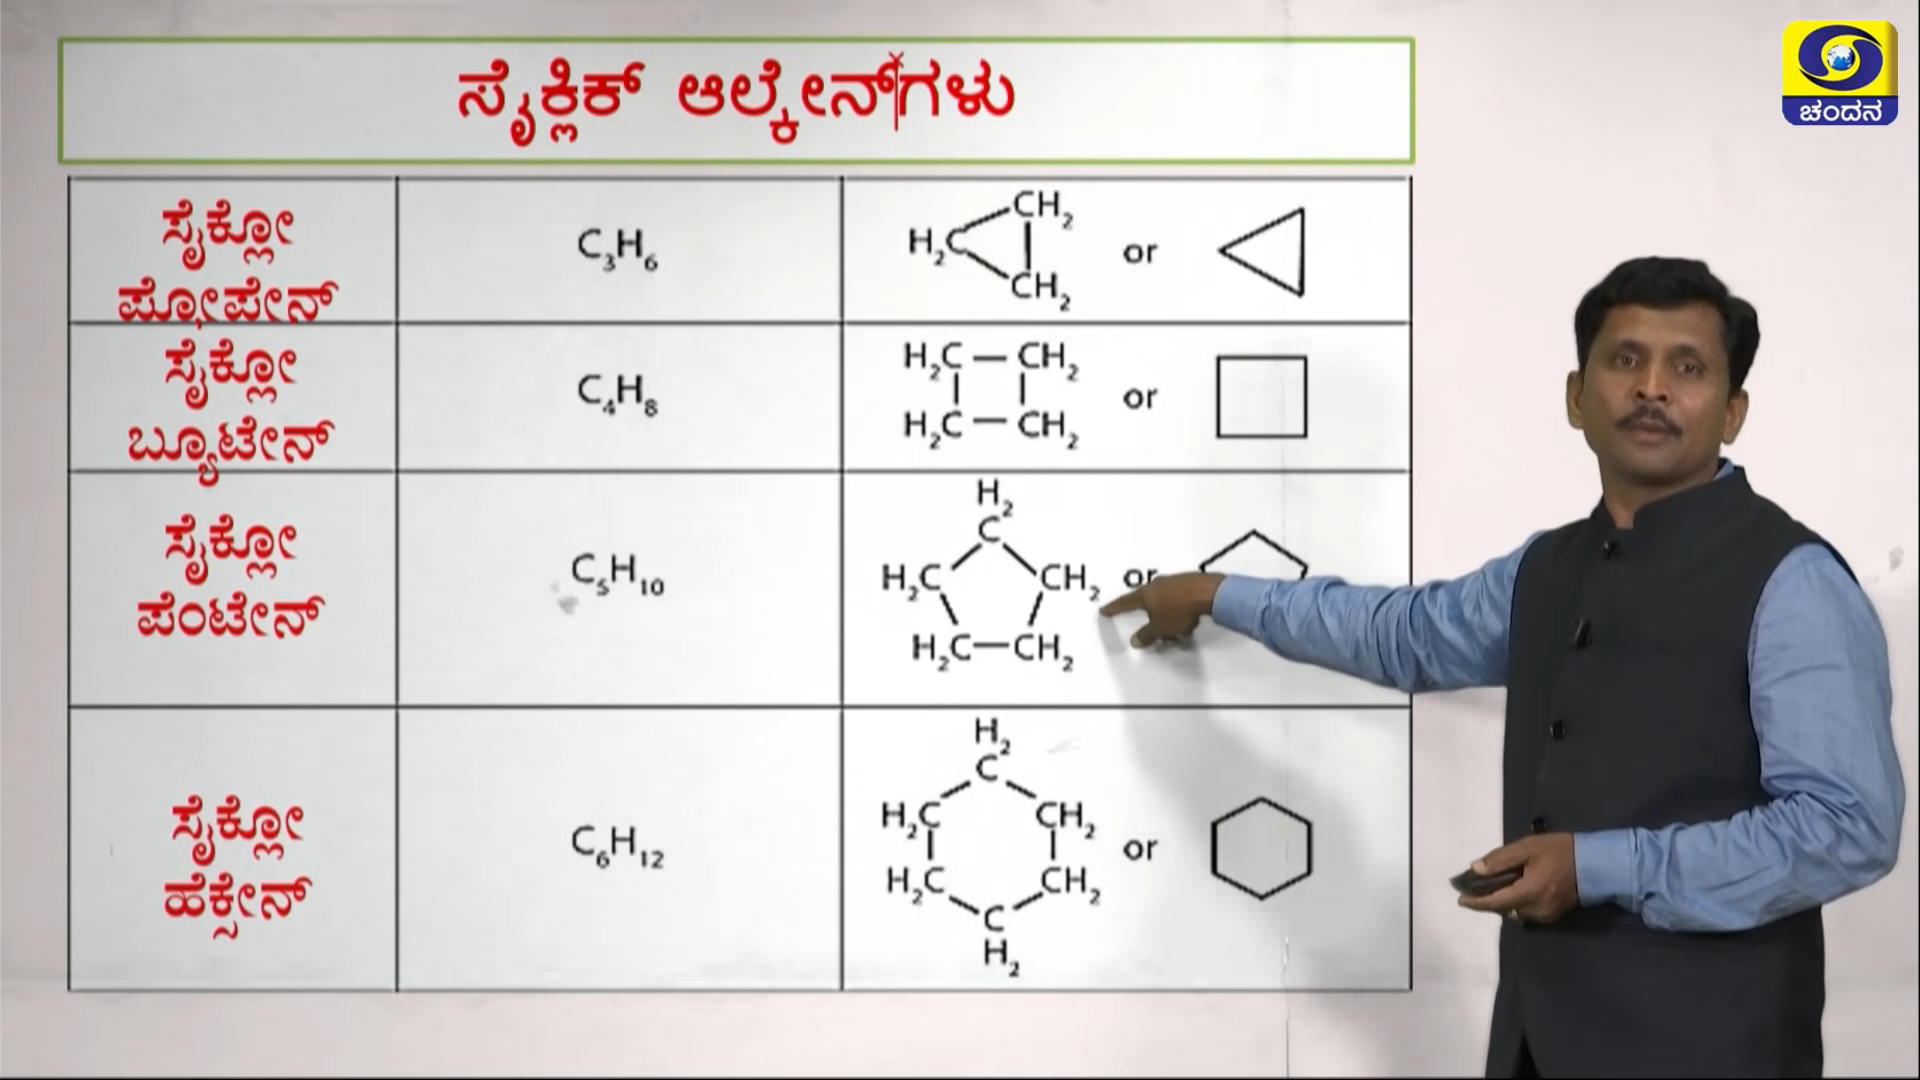 ಸೈಕ್ಲಿಕ್ ಆಲ್ಕೇನ್‌ಗಳು
ಚಂದನ
ಸೈಕ್ಲೋ
ಪ್ರೋಪೇನ್
C₃H₆
CH₂
H₂C
CH₂
or
ಸೈಕ್ಲೋ
ಬ್ಯೂಟೇನ್
C₄H₈
H₂C — CH₂
H₂C — CH₂
or
ಸೈಕ್ಲೋ
ಪೆಂಟೇನ್
C₅H₁₀
H₂
C
H₂C CH₂
H₂C—CH₂
or
ಸೈಕ್ಲೋ
ಹೆಕ್ಸೇನ್
C₆H₁₂
H₂
C
H₂C CH₂
H₂C CH₂
C
H₂
or